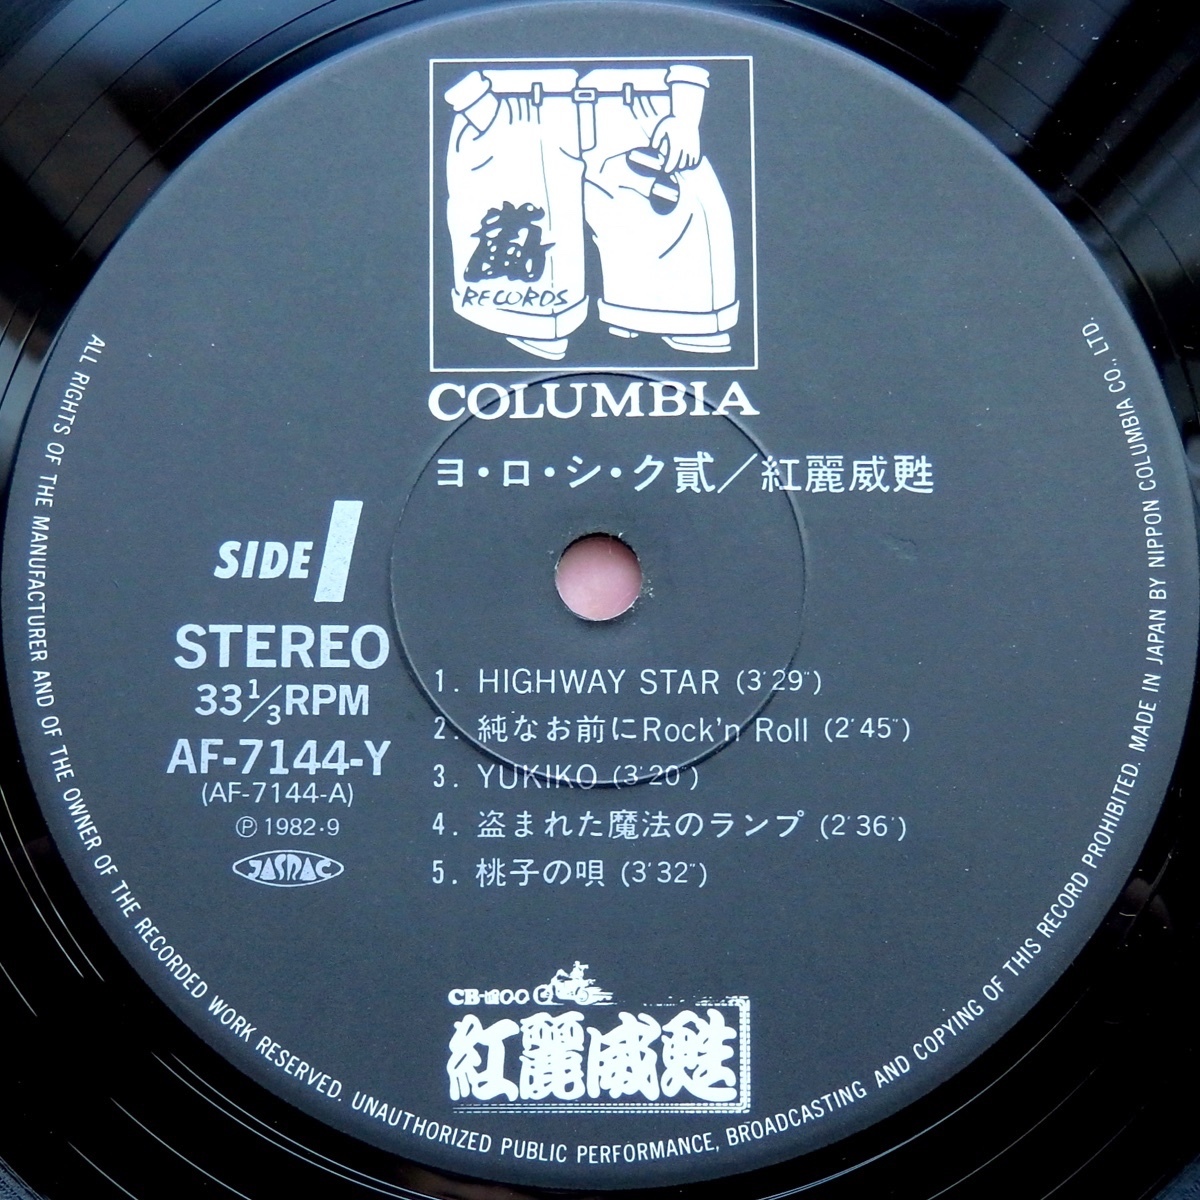 嵐
RECORDS
COLUMBIA
ヨ・ロ・シ・ク貳／紅麗威甦
SIDE 1
STEREO
33 1/3 RPM
AF-7144-Y
(AF-7144-A)
Ⓟ 1982・9
JASRAC
1. HIGHWAY STAR (3'29")
2. 純なお前にRock'n Roll (2'45")
3. YUKIKO (3'20")
4. 盗まれた魔法のランプ (2'36')
5. 桃子の唄 (3'32")
紅麗威甦
ALL RIGHTS OF THE MANUFACTURER AND OF THE OWNER OF THE RECORDED WORK RESERVED. UNAUTHORIZED PUBLIC PERFORMANCE, BROADCASTING AND COPYING OF THIS RECORD PROHIBITED. MADE IN JAPAN BY NIPPON COLUMBIA CO., LTD.